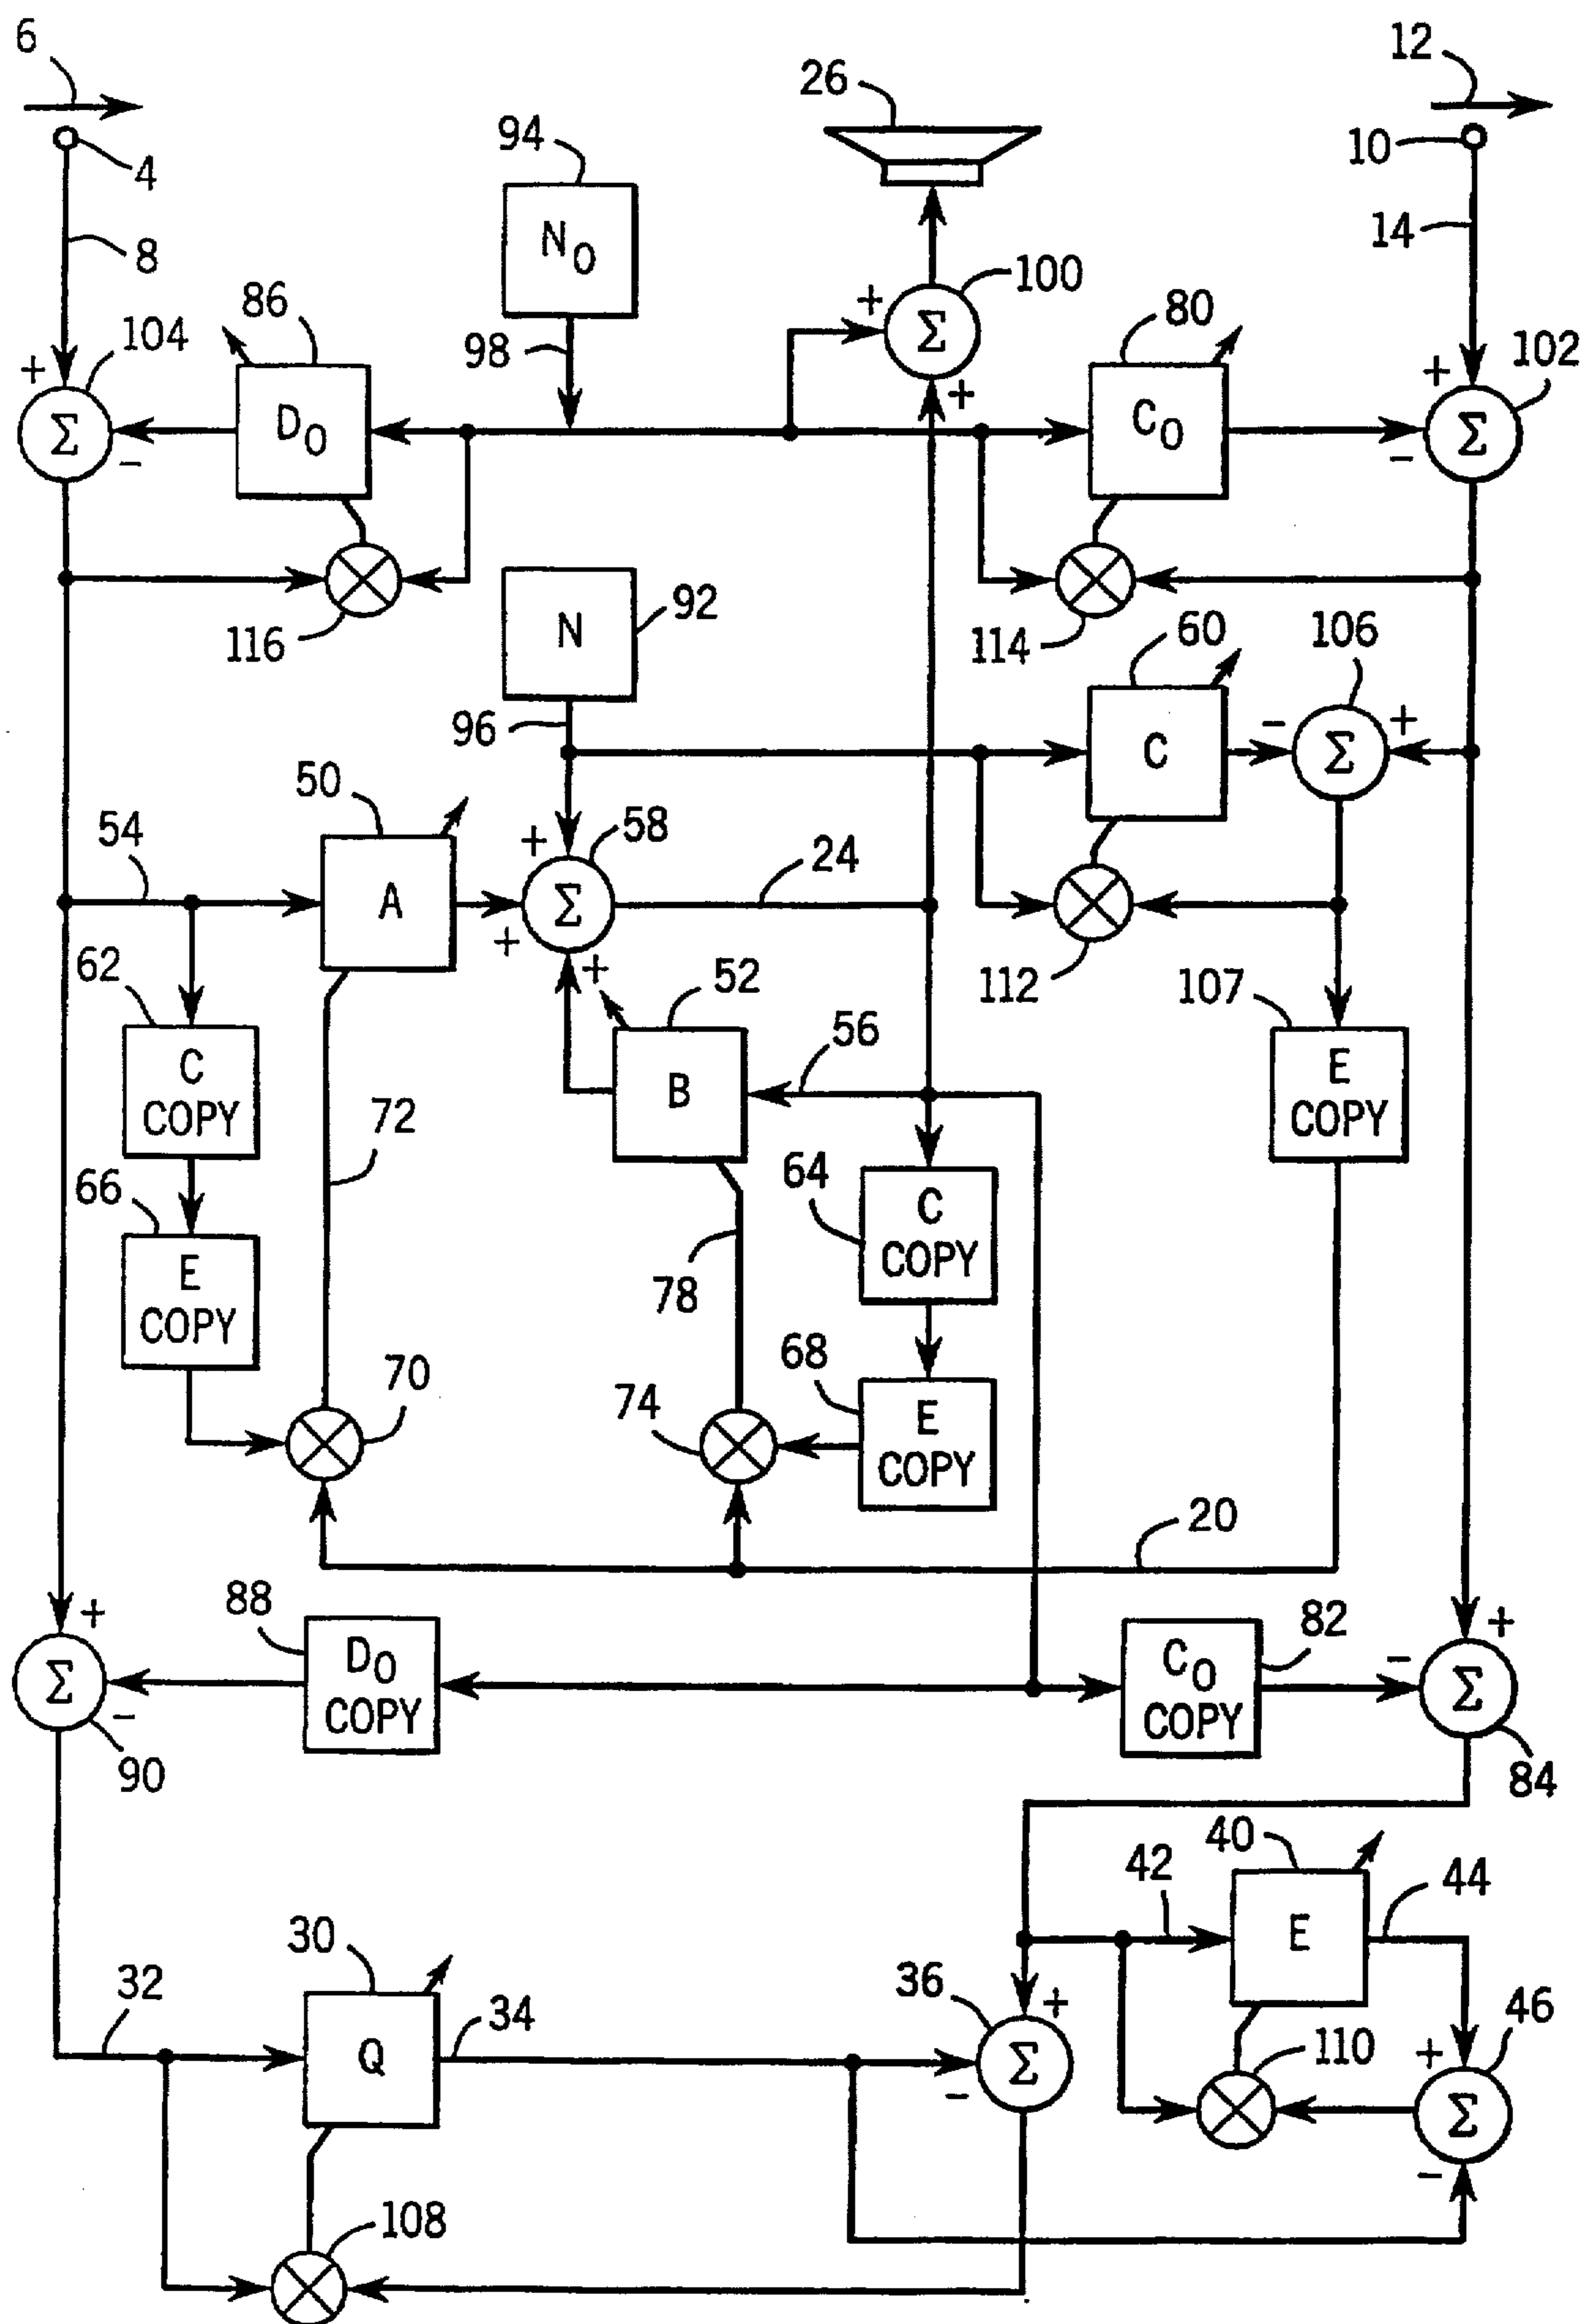 6
12
26
94
4
10
N0
8
14
100
86
80
104
98
102
+
+
+
Σ
+
Σ
D0
C0
Σ
Σ
-
-
92
60
106
N
116
114
96
C
-
+
Σ
50
54
+
58
24
A
Σ
+
+
62
52
112
107
56
C
COPY
B
E
COPY
72
66
64
C
COPY
E
COPY
78
70
74
68
E
COPY
20
88
+
82
+
D0
COPY
C0
COPY
-
Σ
Σ
-
90
84
40
42
44
30
E
32
34
36
+
46
Q
Σ
110
+
-
Σ
-
108